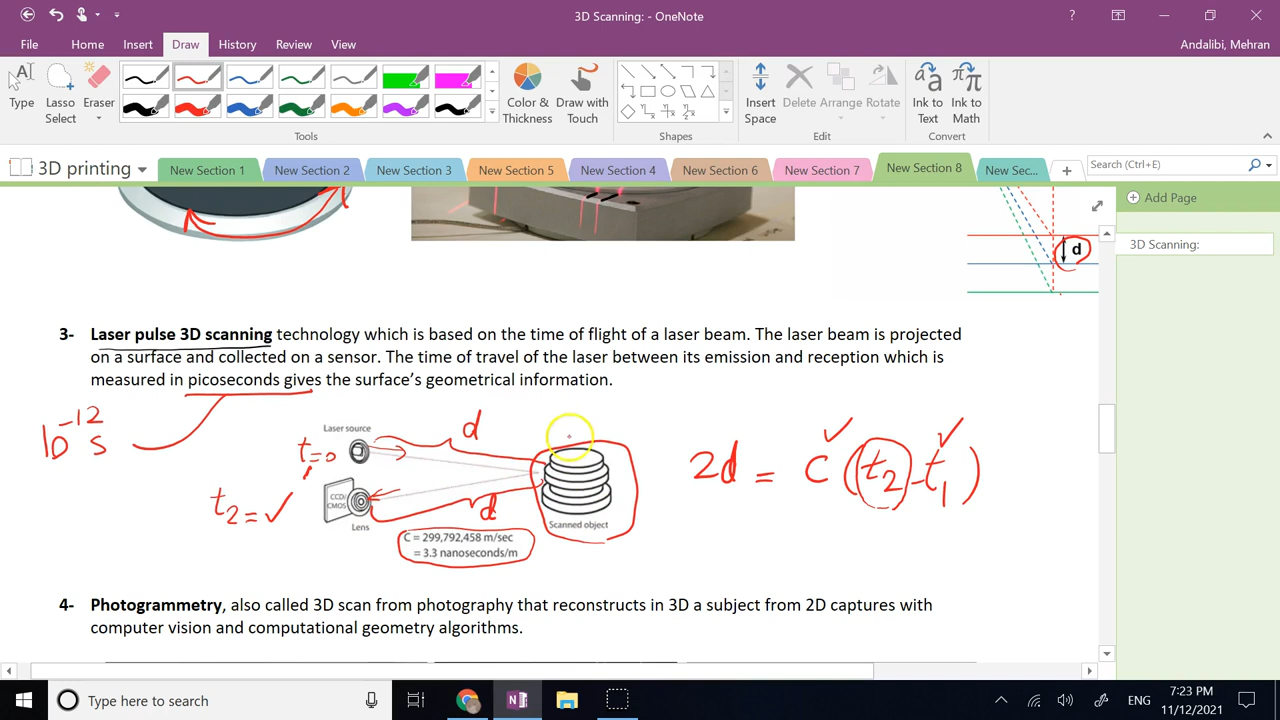 3D Scanning: - OneNote
?
File
Home
Insert
Draw
History
Review
View
Andalibi, Mehran
Type
Lasso Select
Eraser
Color & Thickness
Draw with Touch
Insert Space
Delete
Arrange
Rotate
Ink to Text
Ink to Math
Tools
Shapes
Edit
Convert
3D printing
New Section 1
New Section 2
New Section 3
New Section 4
New Section 5
New Section 6
New Section 7
New Section 8
New Sec...
Search (Ctrl+E)
Add Page
3D Scanning:
d
3- Laser pulse 3D scanning technology which is based on the time of flight of a laser beam. The laser beam is projected
on a surface and collected on a sensor. The time of travel of the laser between its emission and reception which is
measured in picoseconds gives the surface's geometrical information.
10⁻¹² s
Laser source
d
t₁=0
t₂=✓
CCD/
CMOS
Lens
d
Scanned object
C = 299,792,458 m/sec
= 3.3 nanoseconds/m
2d = C (t₂-t₁)
4- Photogrammetry, also called 3D scan from photography that reconstructs in 3D a subject from 2D captures with
computer vision and computational geometry algorithms.
Type here to search
ENG
7:23 PM
11/12/2021